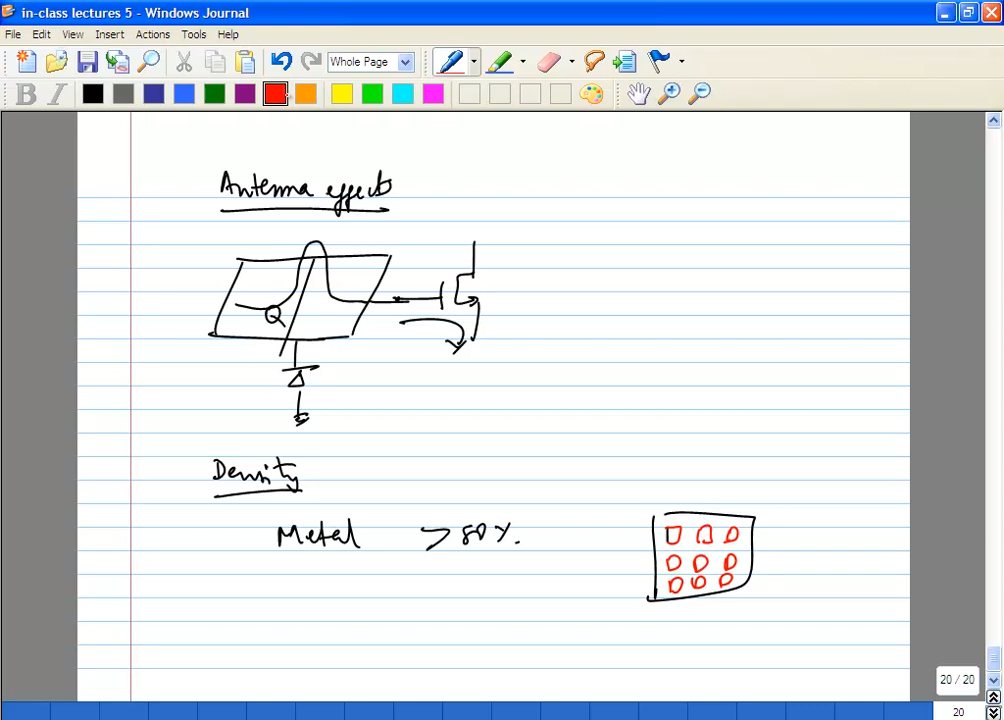 in-class lectures 5 - Windows Journal
File Edit View Insert Actions Tools Help
Whole Page
B I
Antenna effects
Q
Density
Metal > 80%.
20 / 20
20